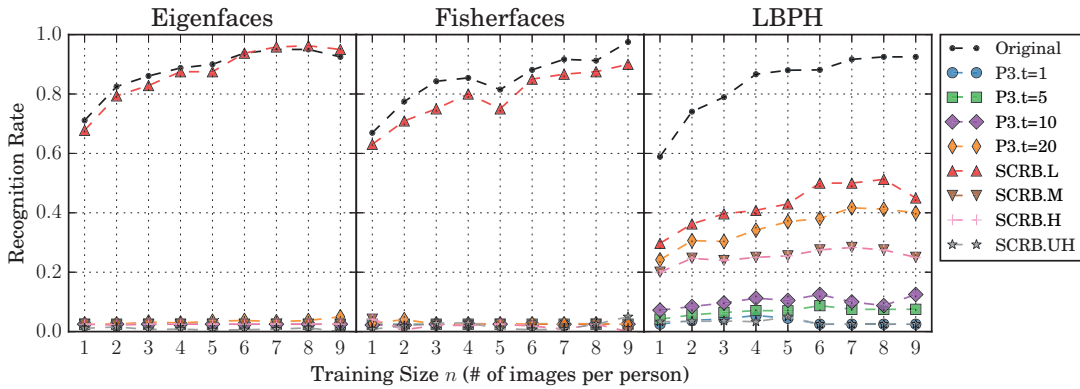 Eigenfaces Fisherfaces LBPH
Recognition Rate
1.0
0.8
0.6
0.4
0.2
0.0
1 2 3 4 5 6 7 8 9 1 2 3 4 5 6 7 8 9 1 2 3 4 5 6 7 8 9
Training Size n (# of images per person)
Original
P3.t=1
P3.t=5
P3.t=10
P3.t=20
SCRB.L
SCRB.M
SCRB.H
SCRB.UH